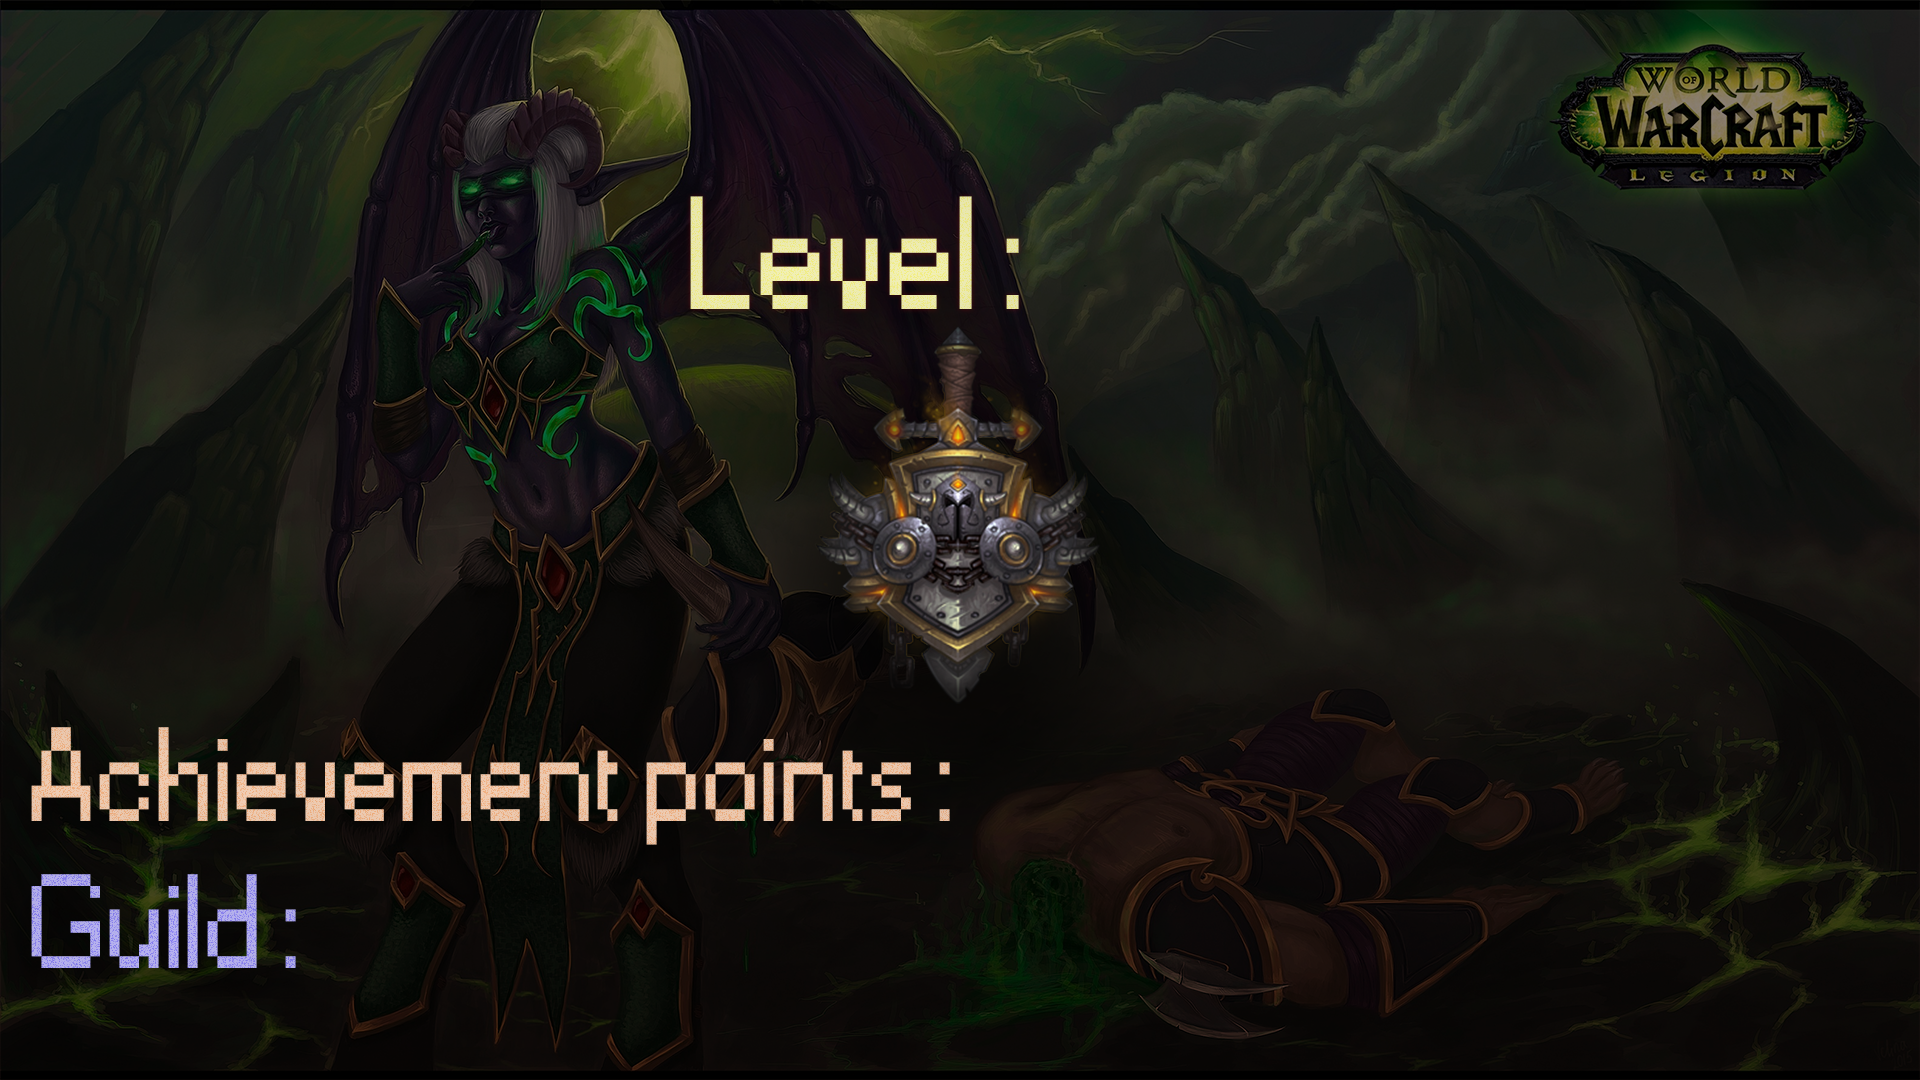 WORLD OF
WARCRAFT
LEGION
Level :
Achievement points :
Guild :